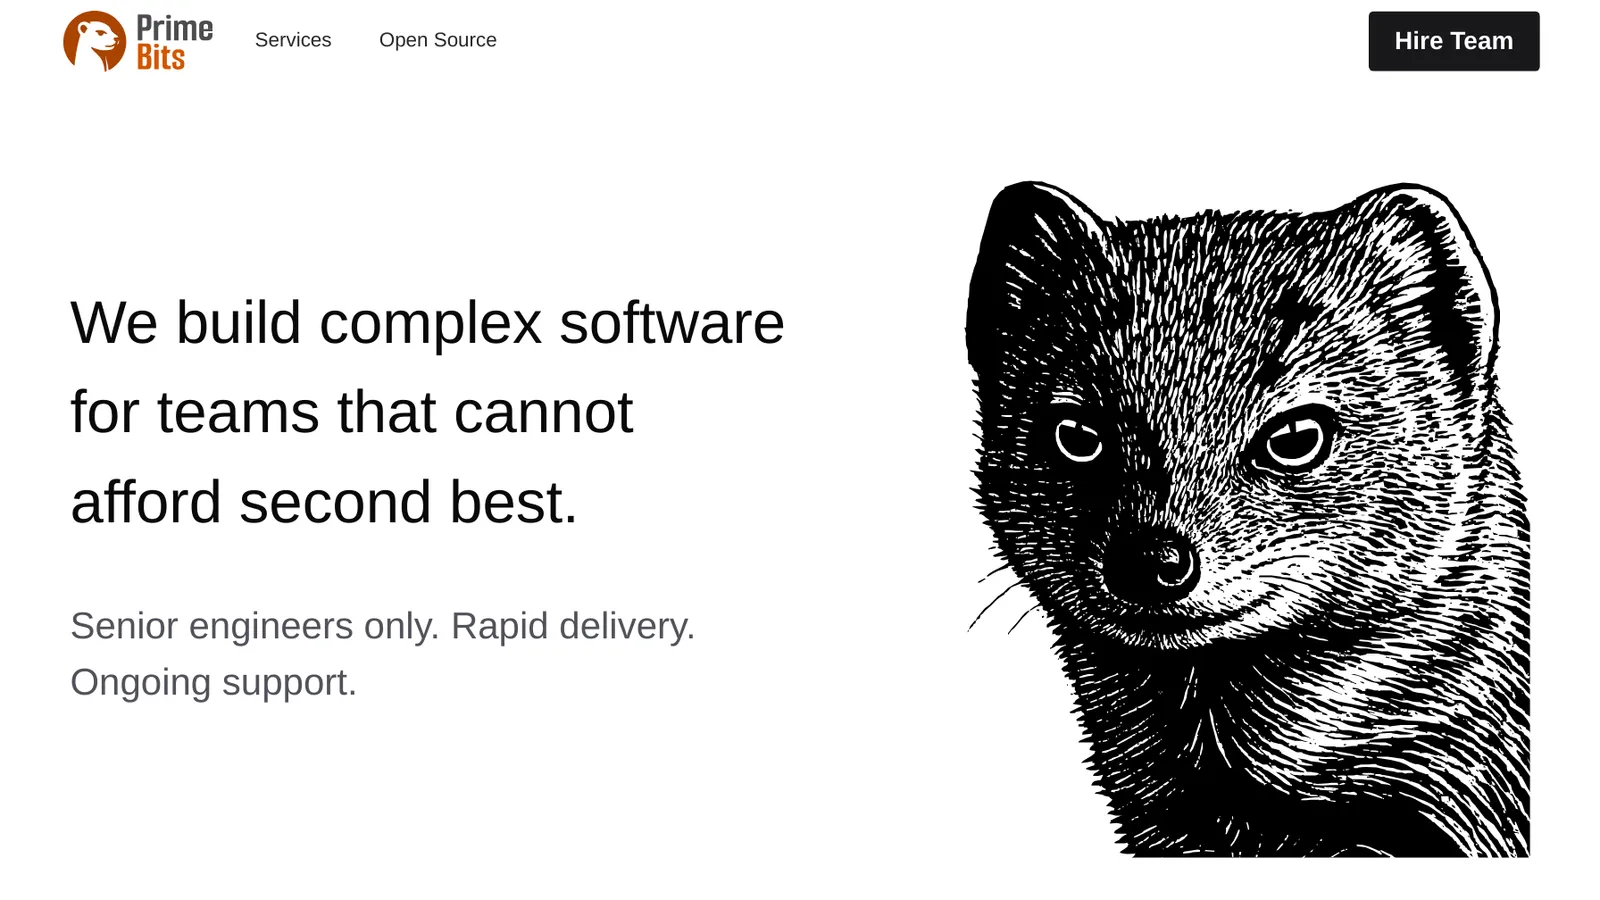 Prime
Bits
Services
Open Source
Hire Team
We build complex software
for teams that cannot
afford second best.
Senior engineers only. Rapid delivery.
Ongoing support.